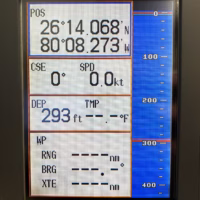 POS
26°14.068'N
80°08.273'W
CSE SPD
0° 0.0kt
DEP TMP
293 ft --.-°F
WP
RNG ---.-- nm
BRG ---.-°
XTE --.-- nm
0
100
200
300
400